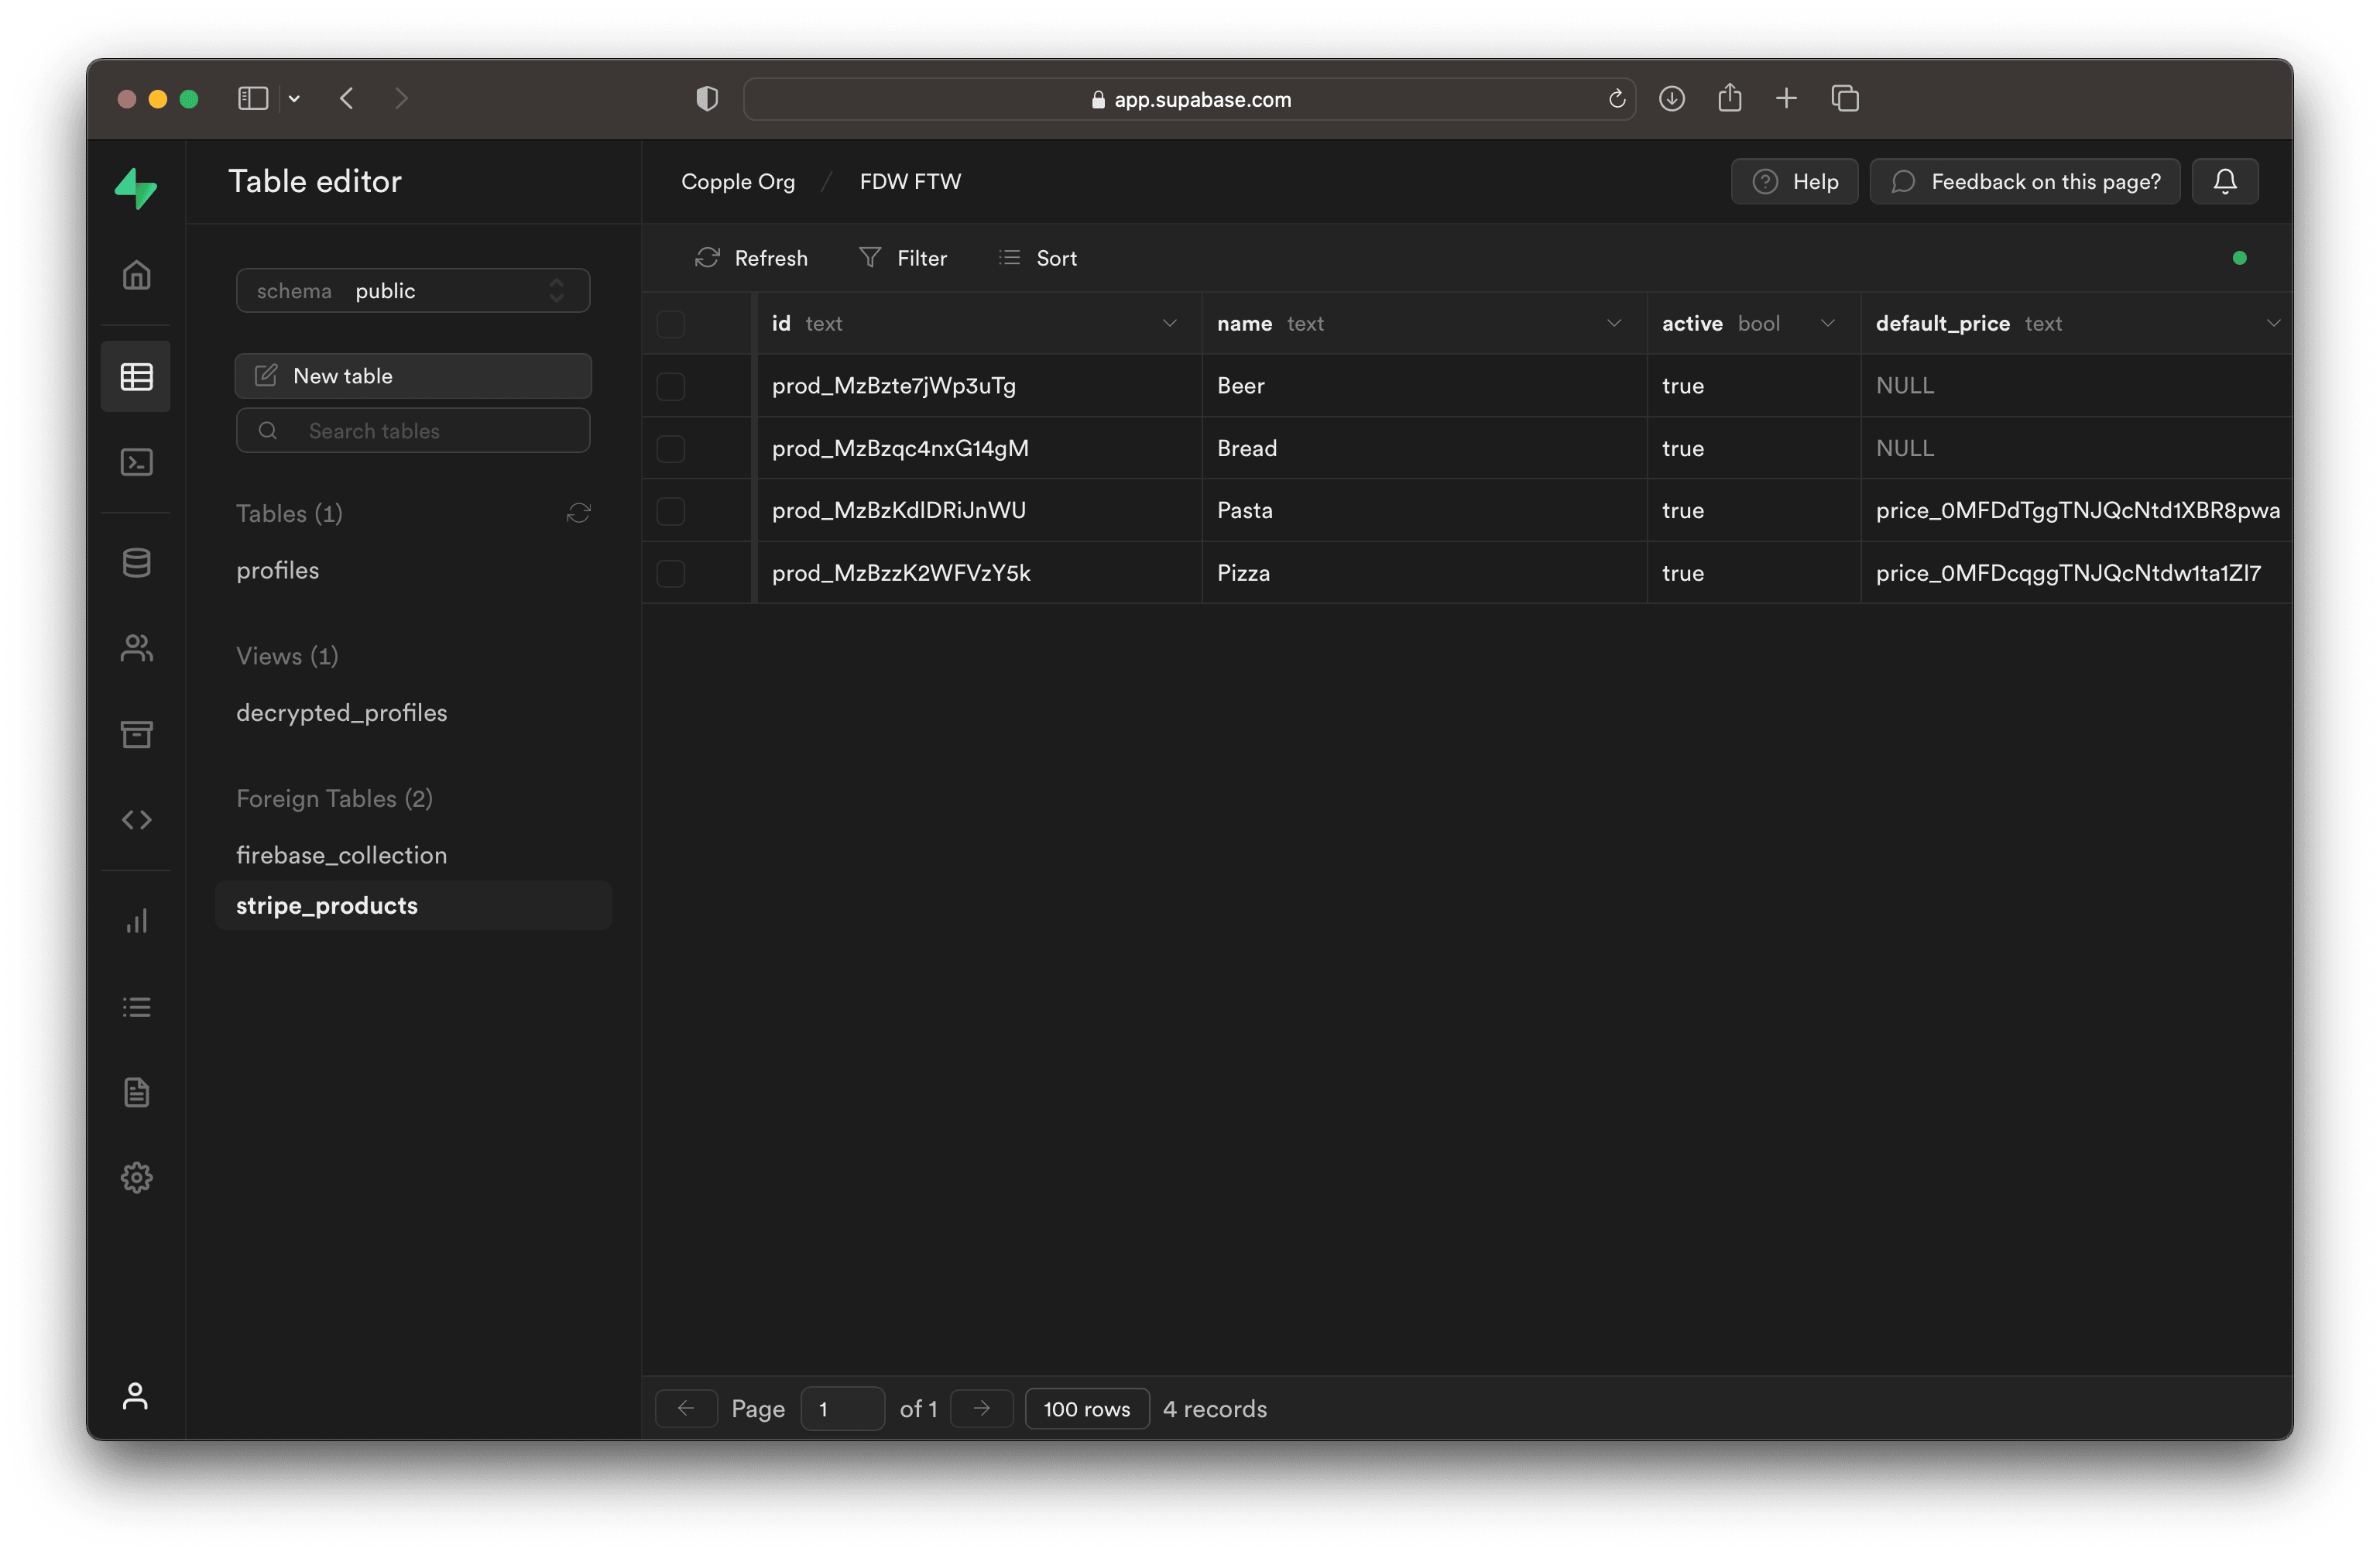 app.supabase.com
Table editor
Copple Org / FDW FTW
Help
Feedback on this page?
schema public
New table
Search tables
Tables (1)
profiles
Views (1)
decrypted_profiles
Foreign Tables (2)
firebase_collection
stripe_products
Refresh Filter Sort
id text name text active bool default_price text
prod_MzBzte7jWp3uTg Beer true NULL
prod_MzBzqc4nxG14gM Bread true NULL
prod_MzBzKdlDRiJnWU Pasta true price_0MFDdTggTNJQcNtd1XBR8pwa
prod_MzBzzK2WFVzY5k Pizza true price_0MFDcqggTNJQcNtdw1ta1Zl7
Page 1 of 1 100 rows 4 records